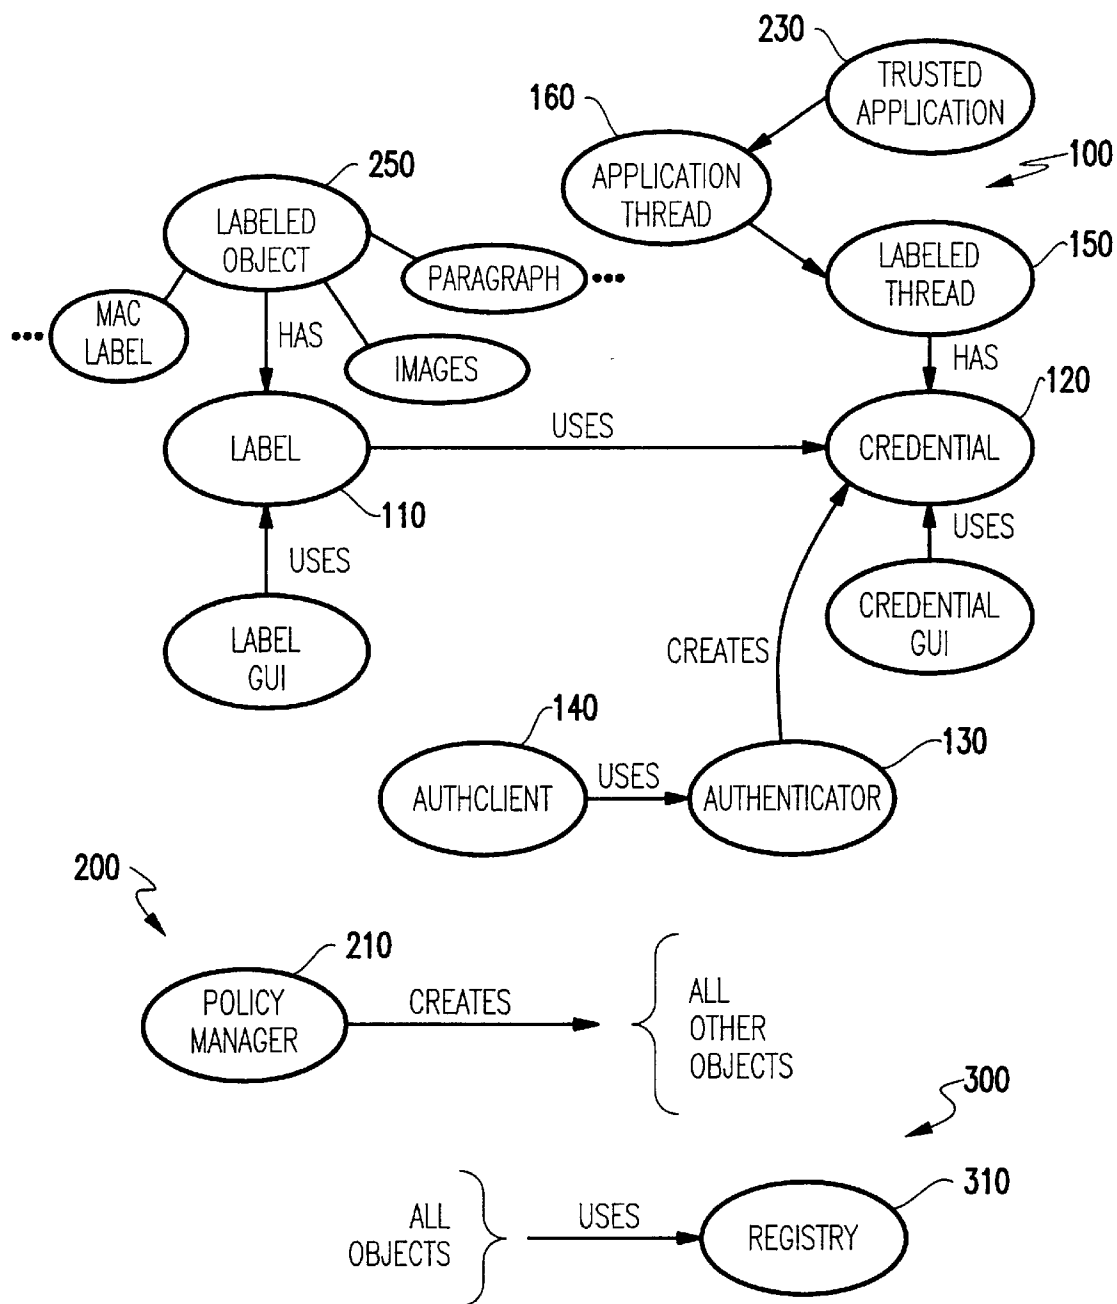 230
TRUSTED
APPLICATION
160
APPLICATION
THREAD
100
250
LABELED
OBJECT
150
LABELED
THREAD
PARAGRAPH •••
••• MAC
LABEL
HAS
IMAGES
HAS
120
LABEL
USES
CREDENTIAL
110
USES
USES
LABEL
GUI
CREDENTIAL
GUI
CREATES
140
130
AUTHCLIENT
USES
AUTHENTICATOR
200
210
POLICY
MANAGER
CREATES
ALL
OTHER
OBJECTS
300
310
ALL
OBJECTS
USES
REGISTRY